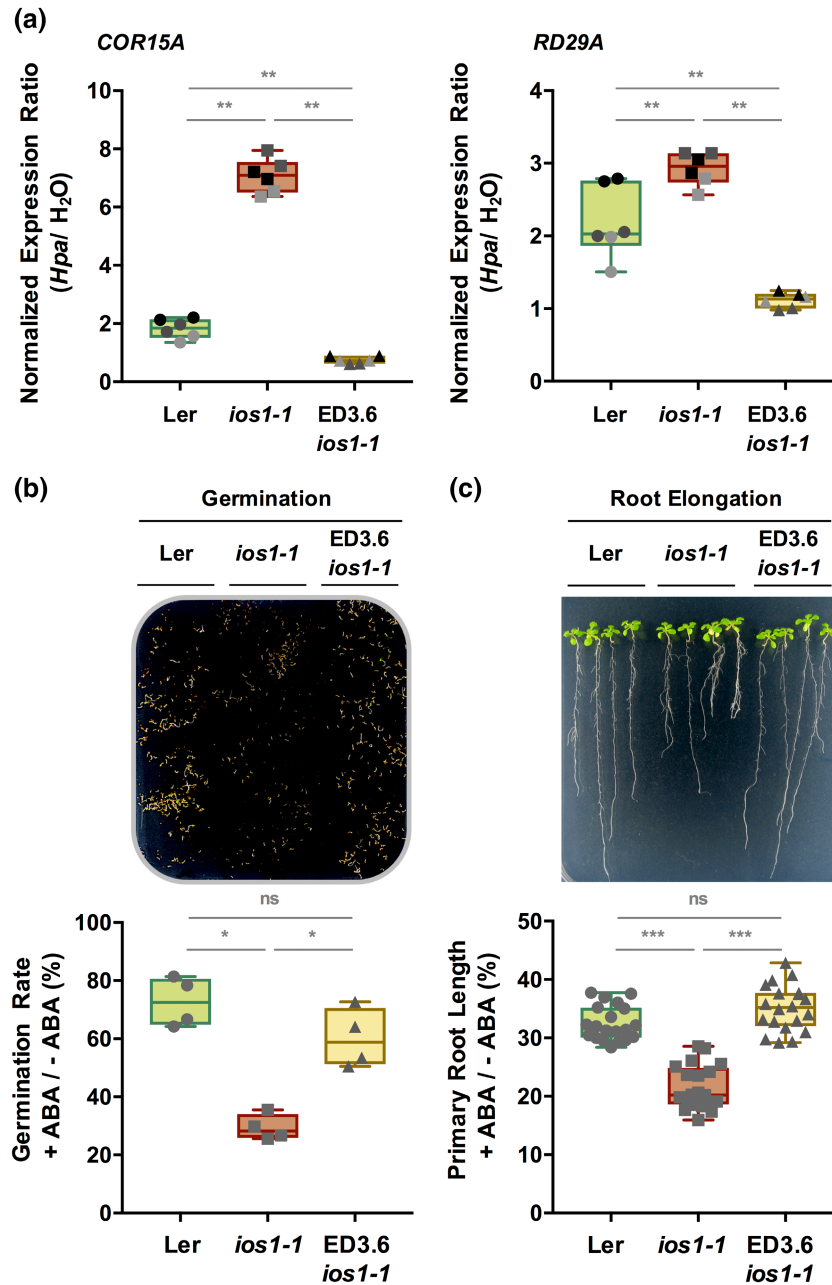 (a)
COR15A
RD29A
Normalized Expression Ratio
(Hpa/ H₂O)
10
8
6
4
2
0
**
**
**
Ler
ios1-1
ED3.6
ios1-1
Normalized Expression Ratio
(Hpa/ H₂O)
4
3
2
1
0
**
**
**
Ler
ios1-1
ED3.6
ios1-1
(b)
Germination
Ler
ios1-1
ED3.6
ios1-1
(c)
Root Elongation
Ler
ios1-1
ED3.6
ios1-1
Germination Rate
+ ABA / - ABA (%)
100
80
60
40
20
0
ns
*
*
Ler
ios1-1
ED3.6
ios1-1
Primary Root Length
+ ABA / - ABA (%)
50
40
30
20
10
0
ns
***
***
Ler
ios1-1
ED3.6
ios1-1